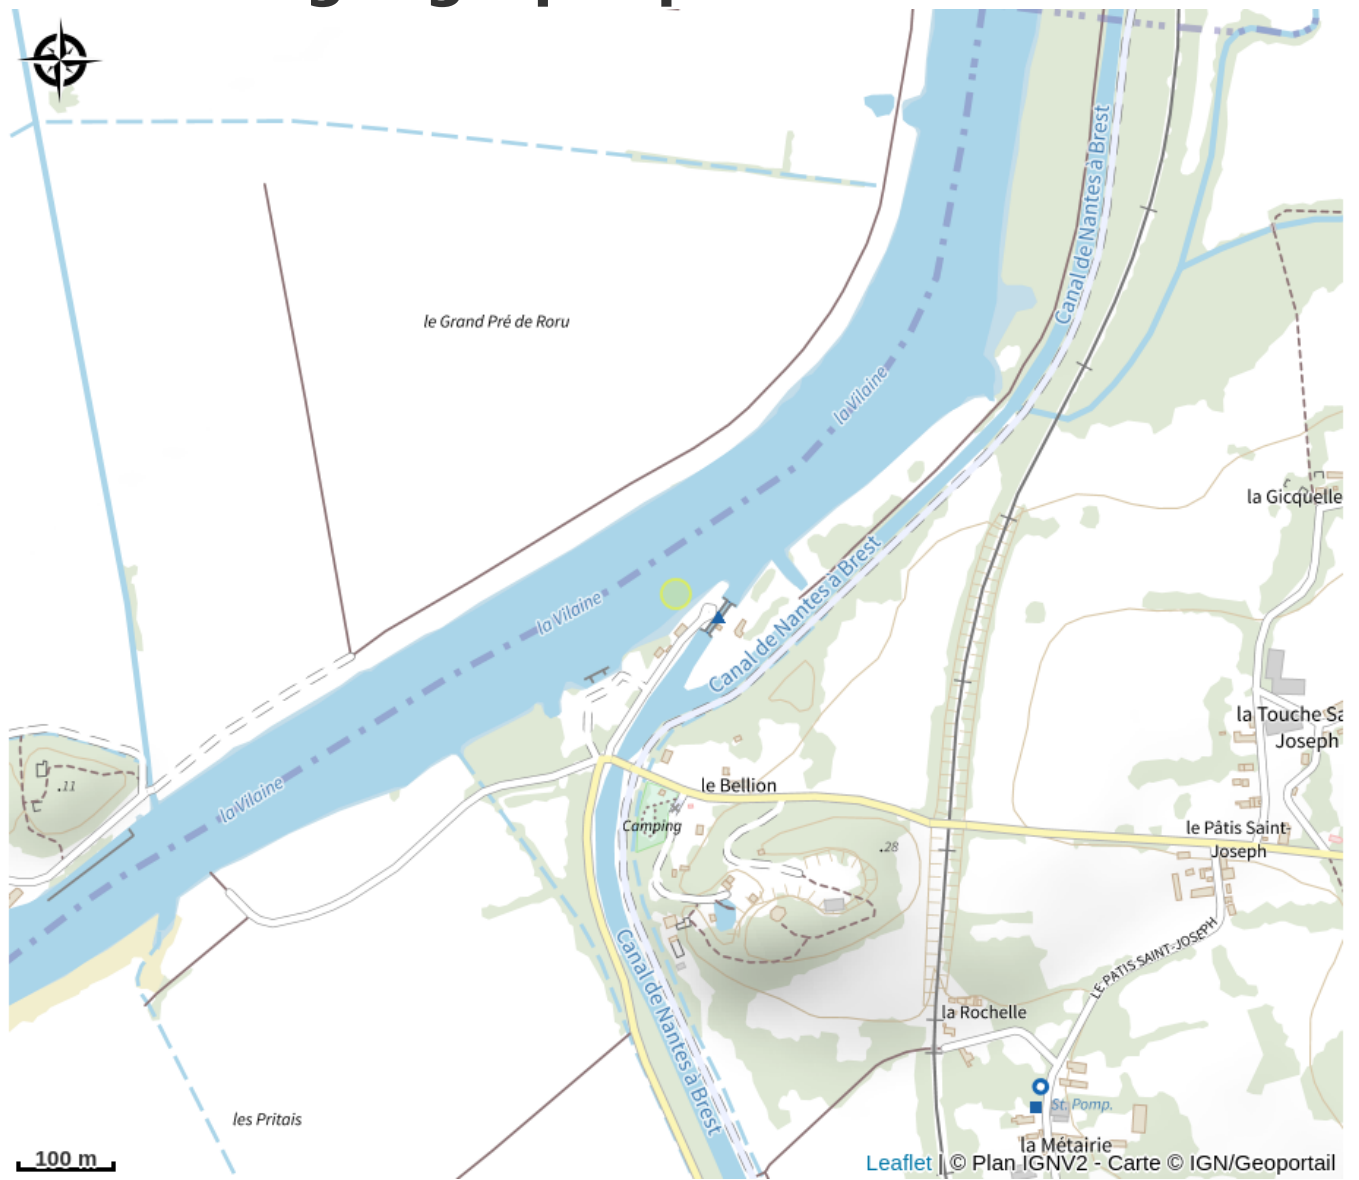 Canal de Nantes à Brest
le Grand Pré de Roru
la Vilaine
la Gicquelle
Canal de Nantes à Brest
la Vilaine
la Touche Sa
Joseph
la Vilaine
.11
le Bellion
Camping
.28
le Pâtis Saint-
Joseph
LE PATIS SAINT-JOSEPH
Canal de Nantes à Brest
la Rochelle
St. Pomp.
les Pritais
la Métairie
100 m
Leaflet | © Plan IGNV2 - Carte © IGN/Geoportail